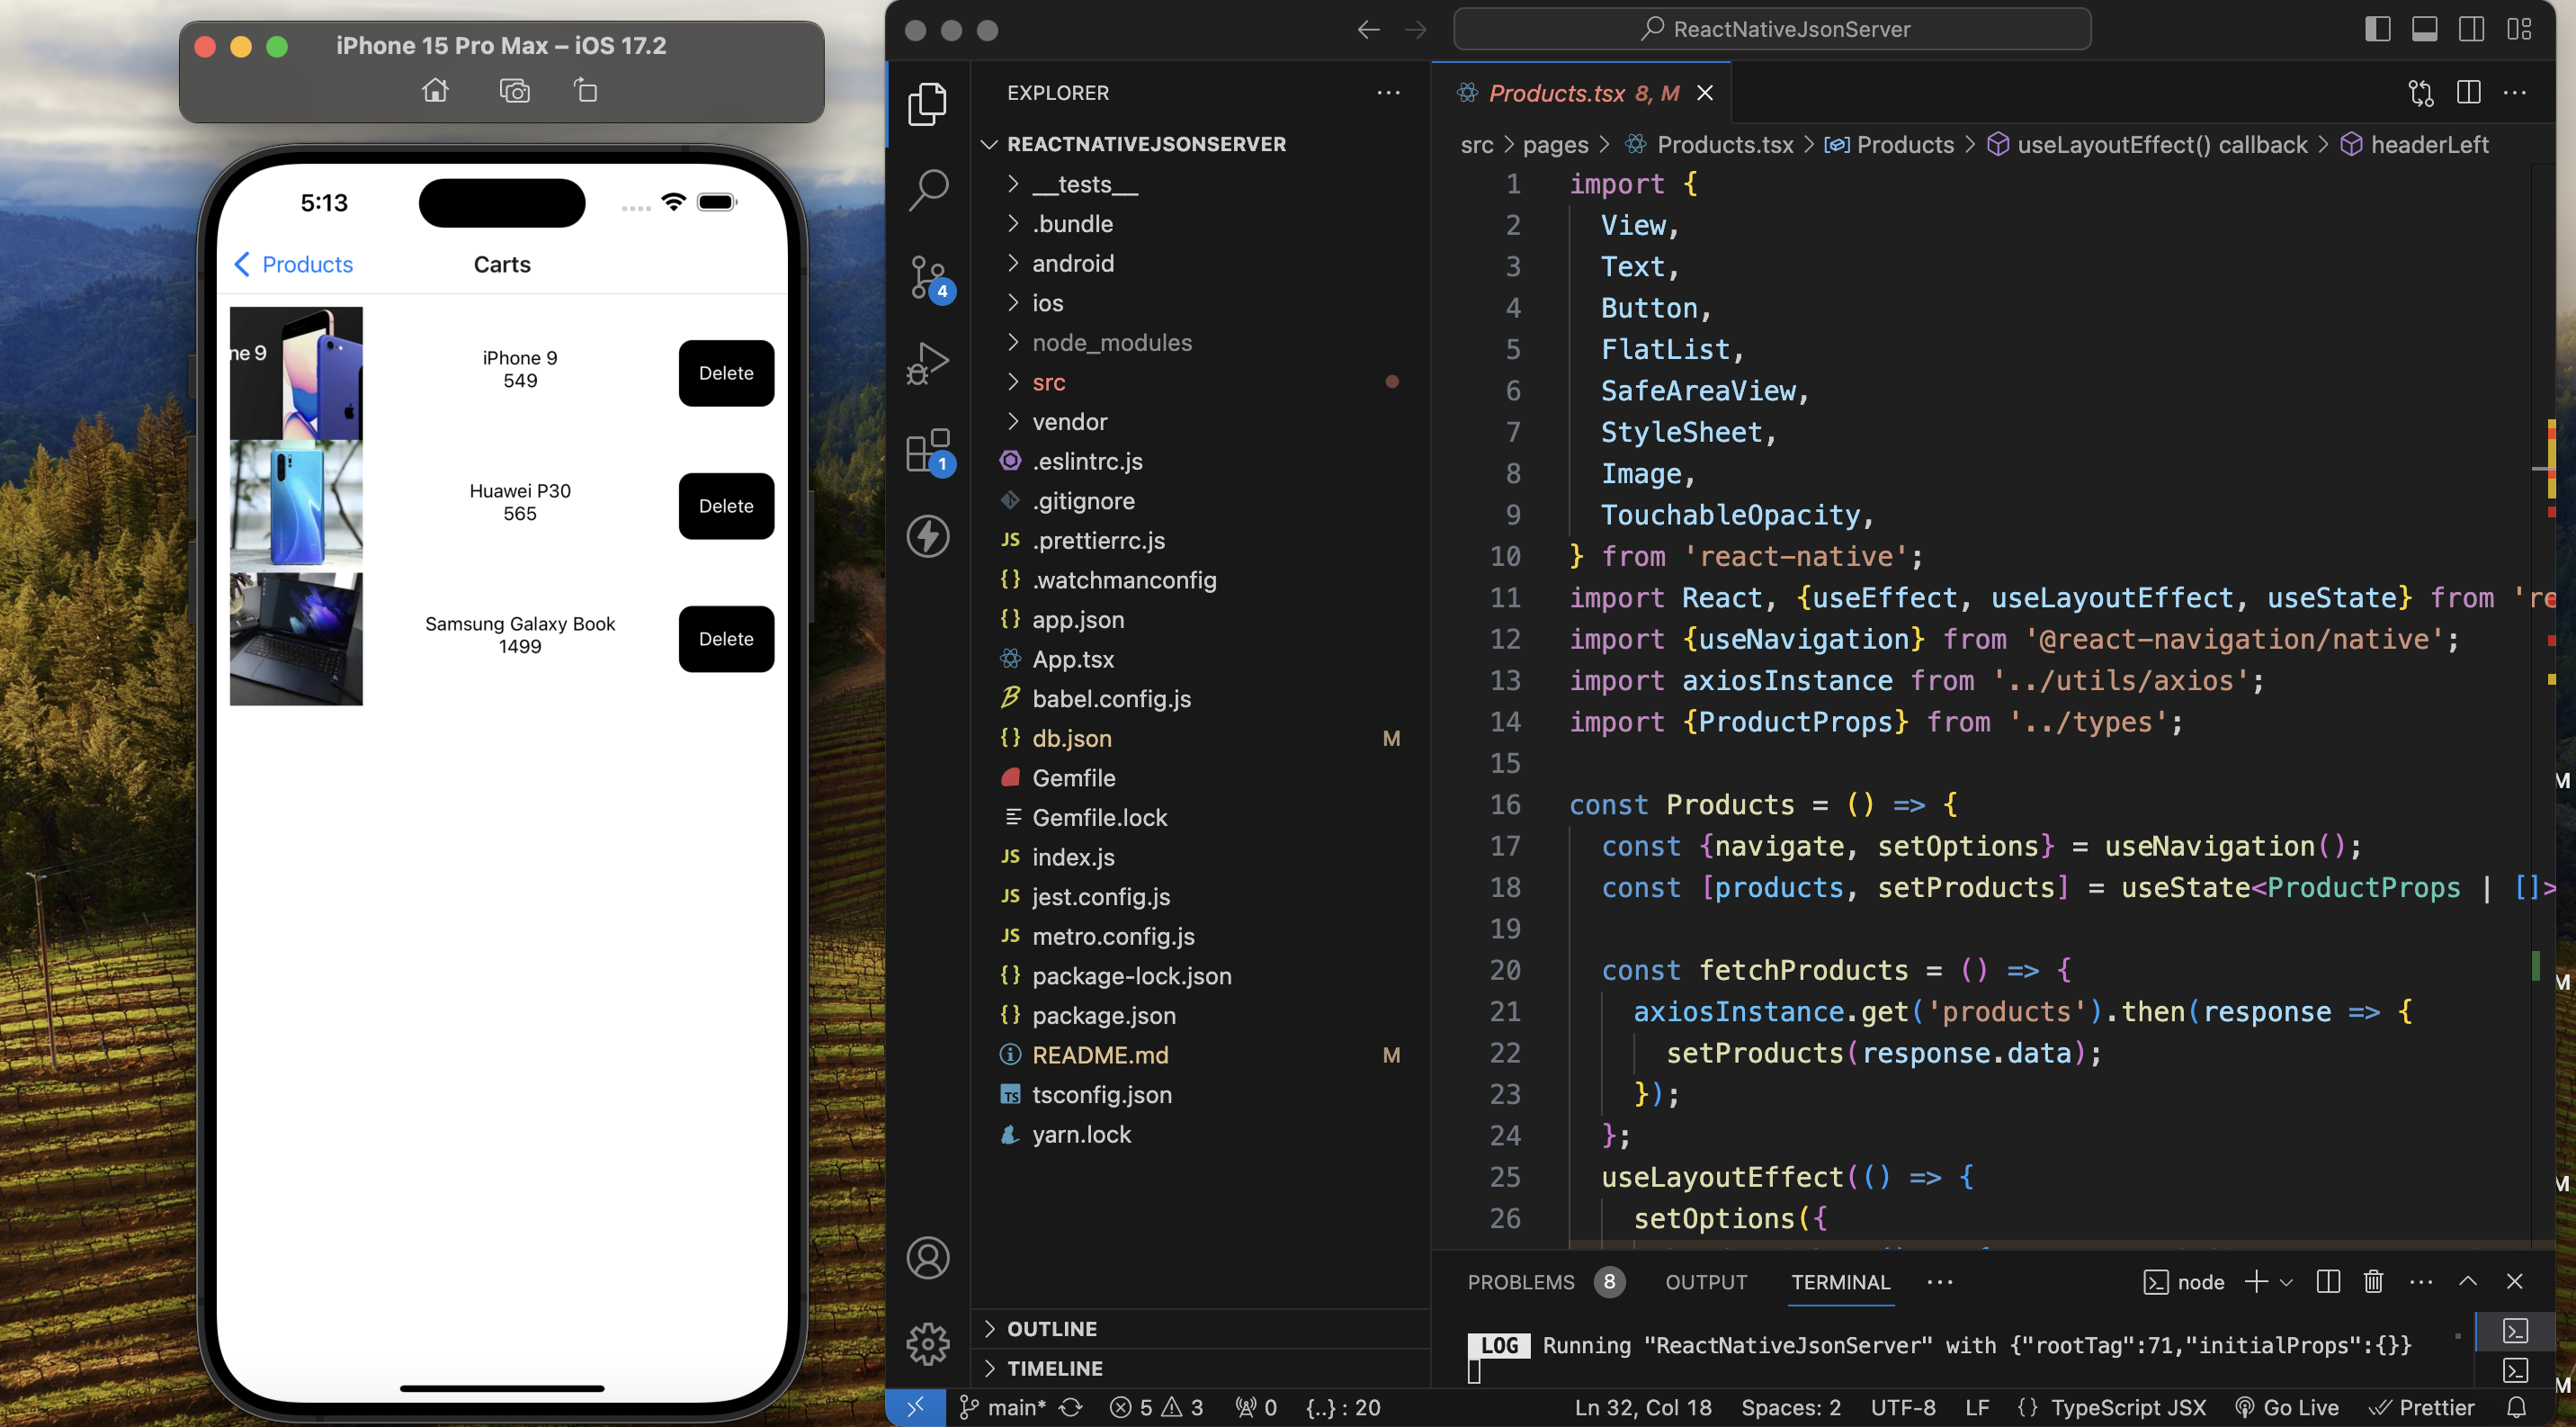 iPhone 15 Pro Max – iOS 17.2
5:13
Products
Carts
ne 9
iPhone 9
549
Delete
Huawei P30
565
Delete
Samsung Galaxy Book
1499
Delete
ReactNativeJsonServer
EXPLORER
REACTNATIVEJSONSERVER
__tests__
.bundle
android
ios
node_modules
src
vendor
.eslintrc.js
.gitignore
JS .prettierrc.js
{} .watchmanconfig
{} app.json
App.tsx
babel.config.js
{} db.json M
Gemfile
Gemfile.lock
JS index.js
JS jest.config.js
JS metro.config.js
{} package-lock.json
{} package.json
README.md M
TS tsconfig.json
yarn.lock
OUTLINE
TIMELINE
4
1
Products.tsx 8, M
src > pages > Products.tsx > Products > useLayoutEffect() callback > headerLeft
1 import {
2 View,
3 Text,
4 Button,
5 FlatList,
6 SafeAreaView,
7 StyleSheet,
8 Image,
9 TouchableOpacity,
10 } from 'react-native';
11 import React, {useEffect, useLayoutEffect, useState} from 're
12 import {useNavigation} from '@react-navigation/native';
13 import axiosInstance from '../utils/axios';
14 import {ProductProps} from '../types';
15
16 const Products = () => {
17 const {navigate, setOptions} = useNavigation();
18 const [products, setProducts] = useState<ProductProps | []>
19
20 const fetchProducts = () => {
21 axiosInstance.get('products').then(response => {
22 setProducts(response.data);
23 });
24 };
25 useLayoutEffect(() => {
26 setOptions({
PROBLEMS 8 OUTPUT TERMINAL node
LOG Running "ReactNativeJsonServer" with {"rootTag":71,"initialProps":{}}
main* 5 3 0 {..} : 20 Ln 32, Col 18 Spaces: 2 UTF-8 LF {} TypeScript JSX Go Live Prettier
M
M
M
M